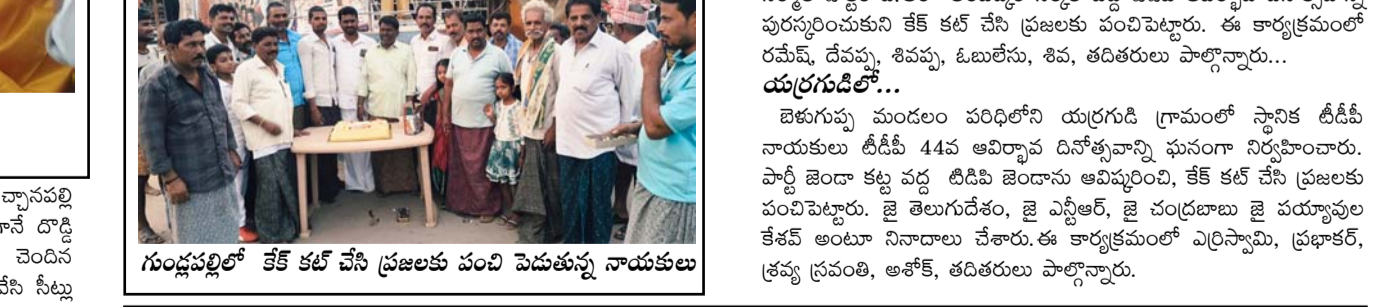 చ్చానపల్లి
గానే దొడ్డి
చెందిన
వేసి సీట్లు
గుండ్లపల్లిలో కేక్ కట్ చేసి ప్రజలకు పంచి పెడుతున్న నాయకులు
పురస్కరించుకుని కేక్ కట్ చేసి ప్రజలకు పంచిపెట్టారు. ఈ కార్యక్రమంలో
రమేష్, దేవప్ప, శివప్ప, ఓబులేసు, శివ, తదితరులు పాల్గొన్నారు...
యర్రగుడిలో...
బెళుగుప్ప మండలం పరిధిలోని యర్రగుడి గ్రామంలో స్థానిక టీడీపీ
నాయకులు టీడీపీ 44వ ఆవిర్భావ దినోత్సవాన్ని ఘనంగా నిర్వహించారు.
పార్టీ జెండా కట్ట వద్ద టిడిపి జెండాను ఆవిష్కరించి, కేక్ కట్ చేసి ప్రజలకు
పంచిపెట్టారు. జై తెలుగుదేశం, జై ఎన్టీఆర్, జై చంద్రబాబు జై పయ్యావుల
కేశవ్ అంటూ నినాదాలు చేశారు.ఈ కార్యక్రమంలో ఎర్రిస్వామి, ప్రభాకర్,
శ్రవ్య స్రవంతి, అశోక్, తదితరులు పాల్గొన్నారు.